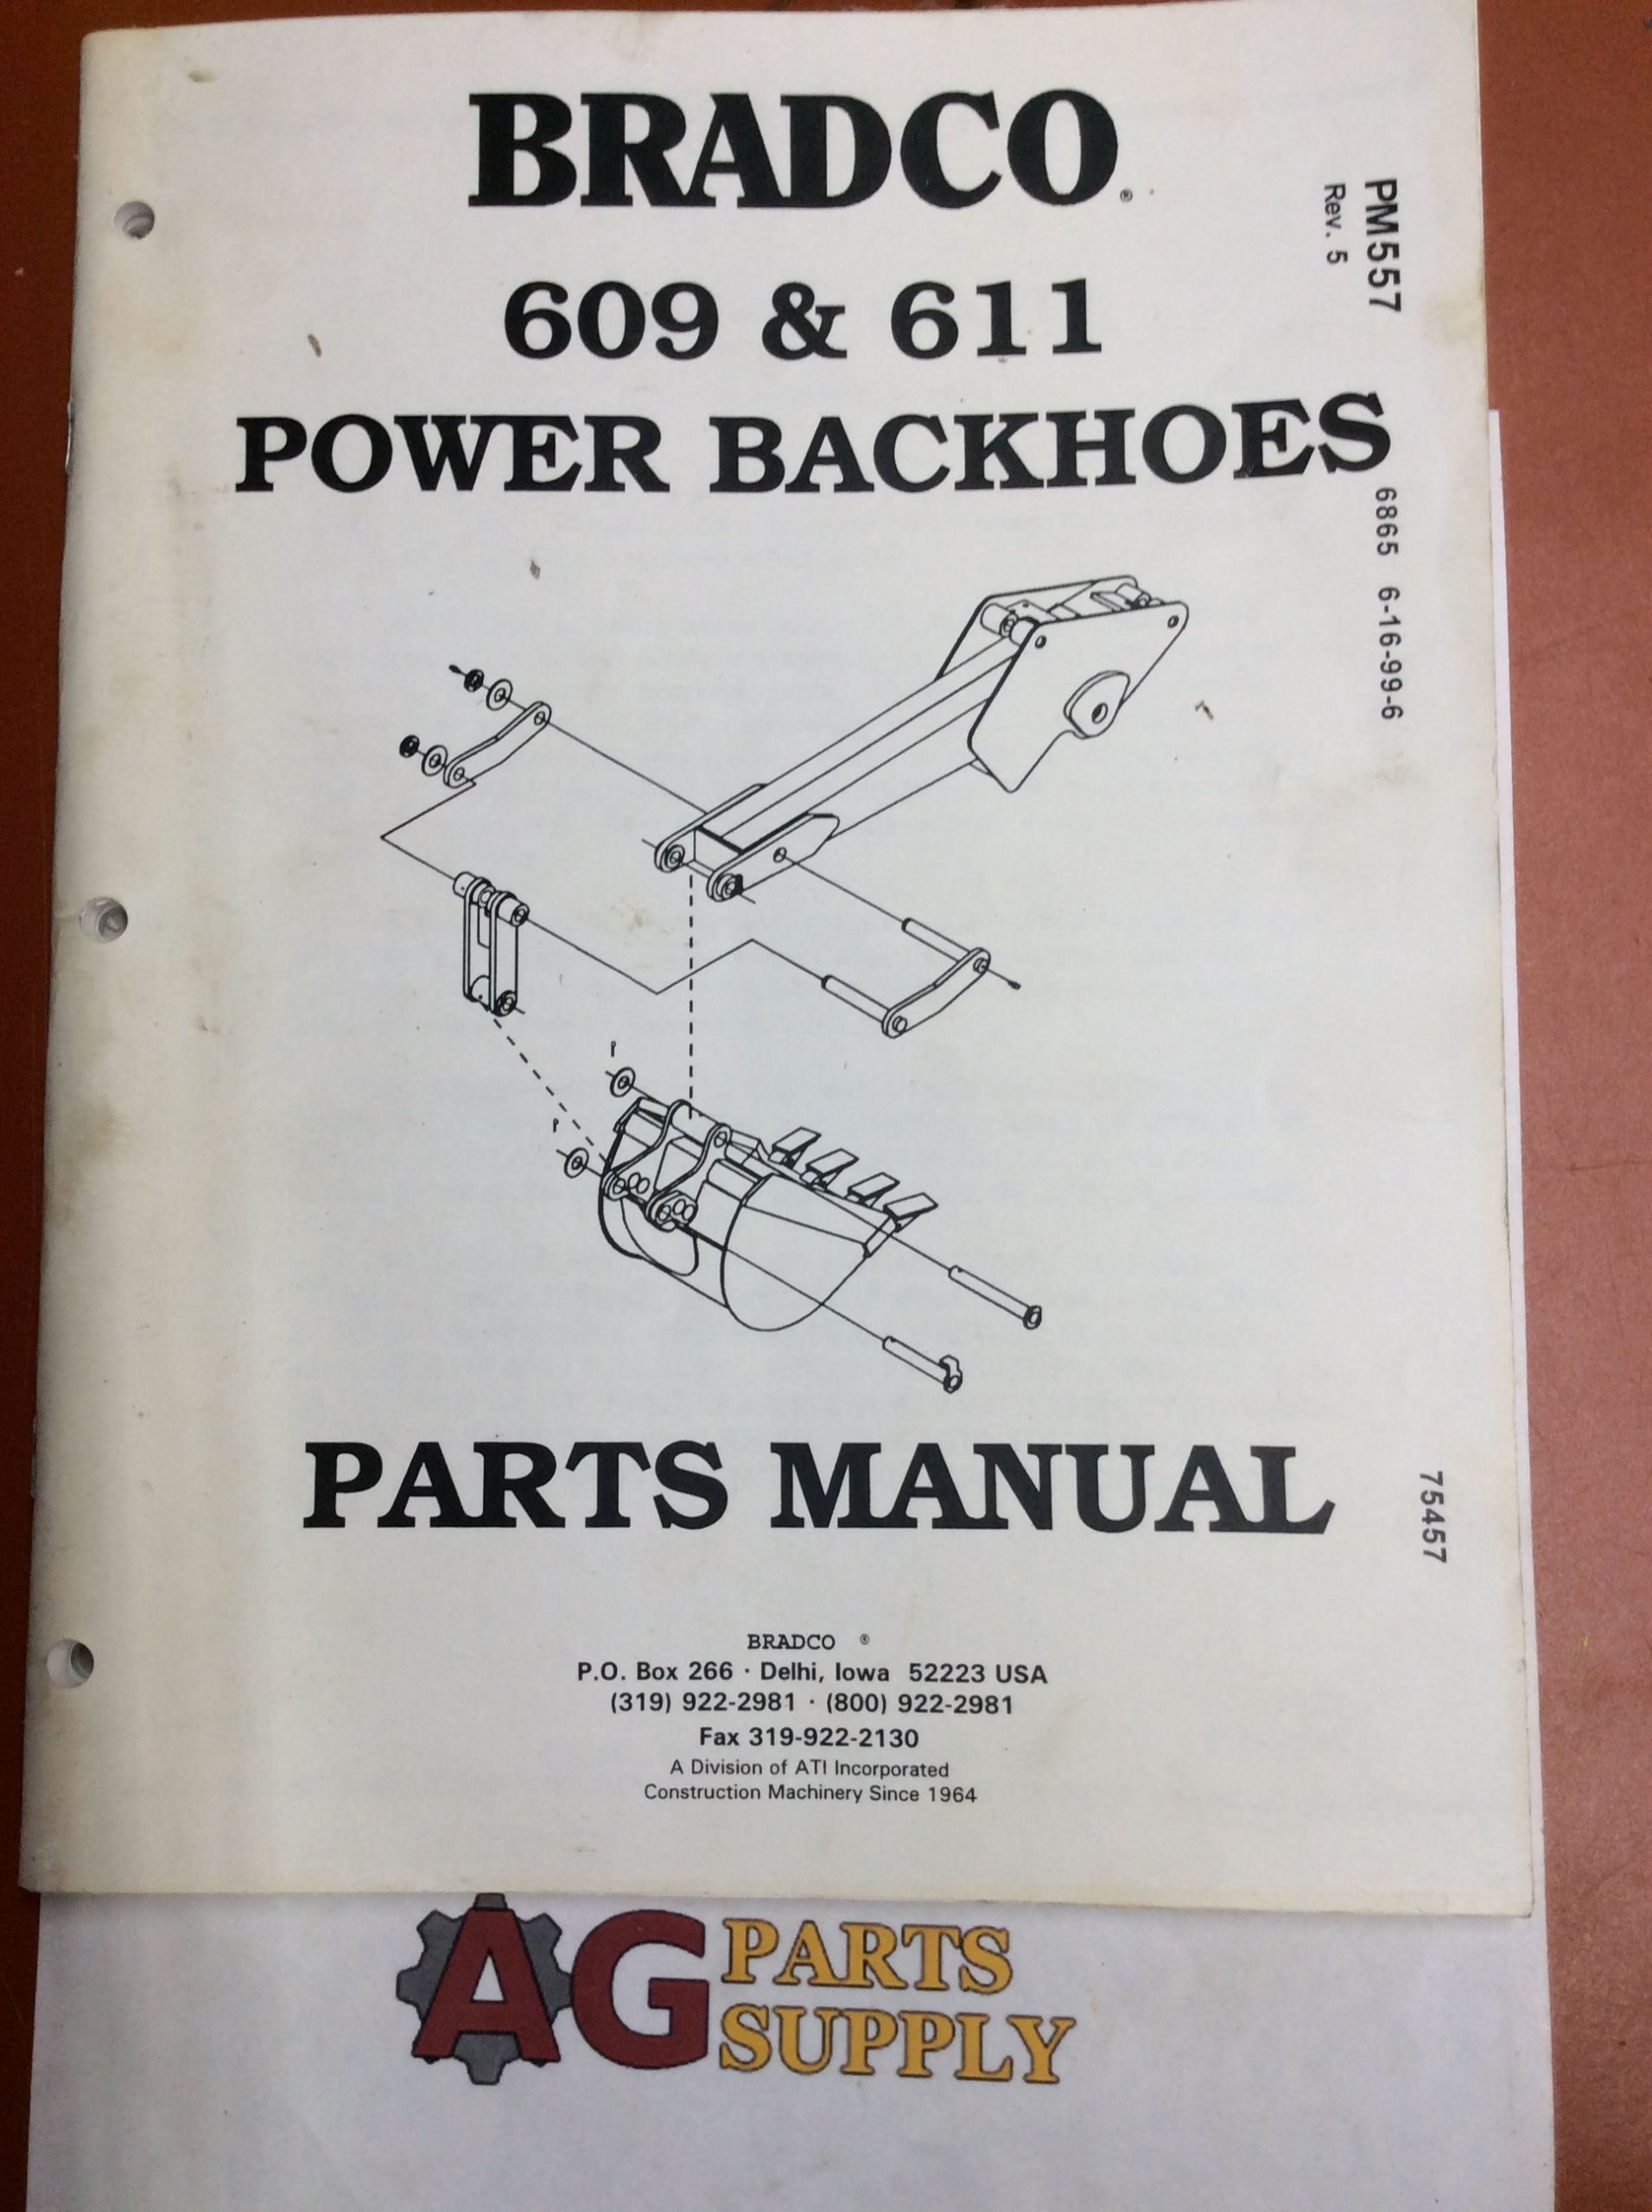 BRADCO®
609 & 611
POWER BACKHOES
PM557
Rev. 5
6865 6-16-99-6
PARTS MANUAL
75457
BRADCO ®
P.O. Box 266 · Delhi, Iowa 52223 USA
(319) 922-2981 · (800) 922-2981
Fax 319-922-2130
A Division of ATI Incorporated
Construction Machinery Since 1964
AG PARTS
SUPPLY